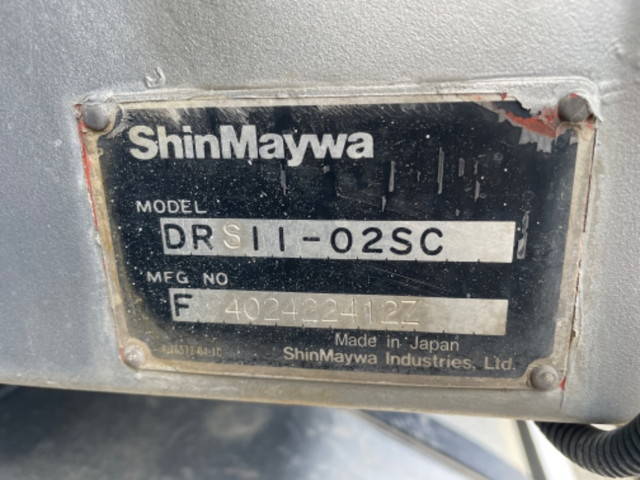 ShinMaywa
MODEL
DRS11-02SC
MFG NO
F 402422412Z
Made in Japan
ShinMaywa Industries, Ltd.